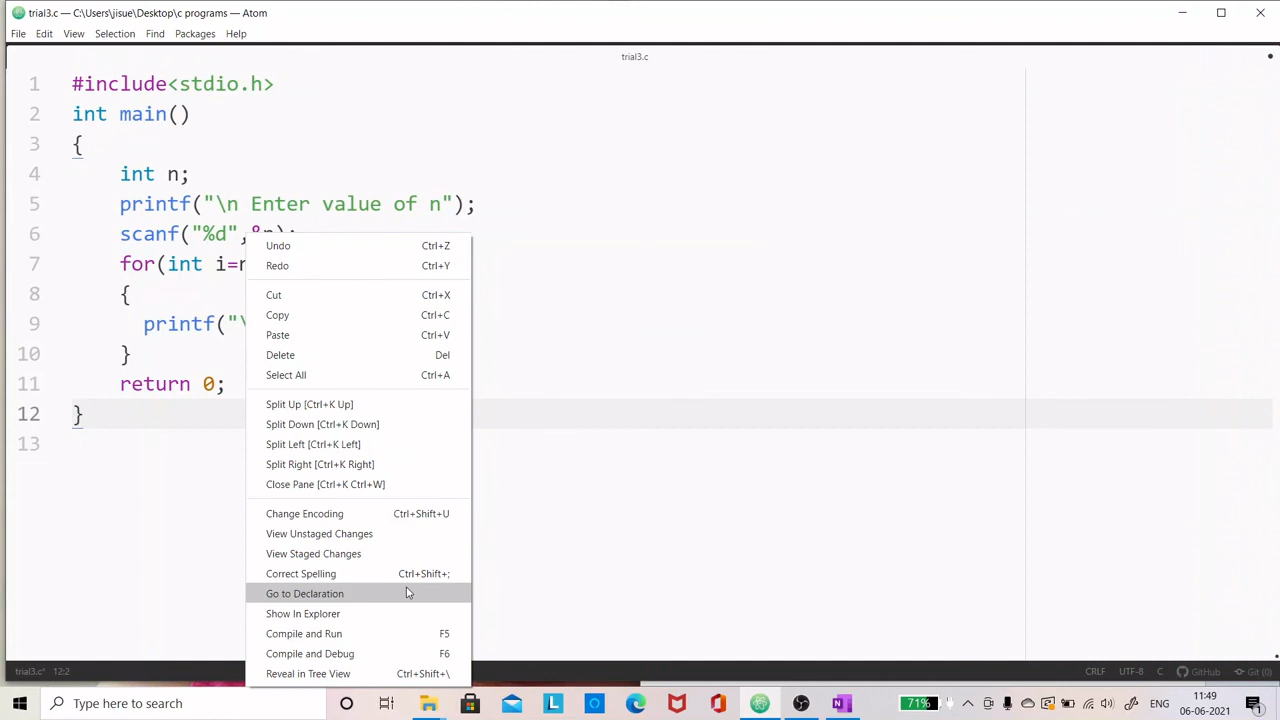 trial3.c — C:\Users\jisue\Desktop\c programs — Atom
File Edit View Selection Find Packages Help
trial3.c
1 #include<stdio.h>
2 int main()
3 {
4 int n;
5 printf("\n Enter value of n");
6 scanf("%d",&n);
7 for(int i=n
8 {
9 printf("\
10 }
11 return 0;
12 }
13
Undo Ctrl+Z
Redo Ctrl+Y
Cut Ctrl+X
Copy Ctrl+C
Paste Ctrl+V
Delete Del
Select All Ctrl+A
Split Up [Ctrl+K Up]
Split Down [Ctrl+K Down]
Split Left [Ctrl+K Left]
Split Right [Ctrl+K Right]
Close Pane [Ctrl+K Ctrl+W]
Change Encoding Ctrl+Shift+U
View Unstaged Changes
View Staged Changes
Correct Spelling Ctrl+Shift+;
Go to Declaration
Show In Explorer
Compile and Run F5
Compile and Debug F6
Reveal in Tree View Ctrl+Shift+\
trial3.c* 12:2 CRLF UTF-8 C GitHub Git (0)
Type here to search L 71% ENG 11:49
06-06-2021 1